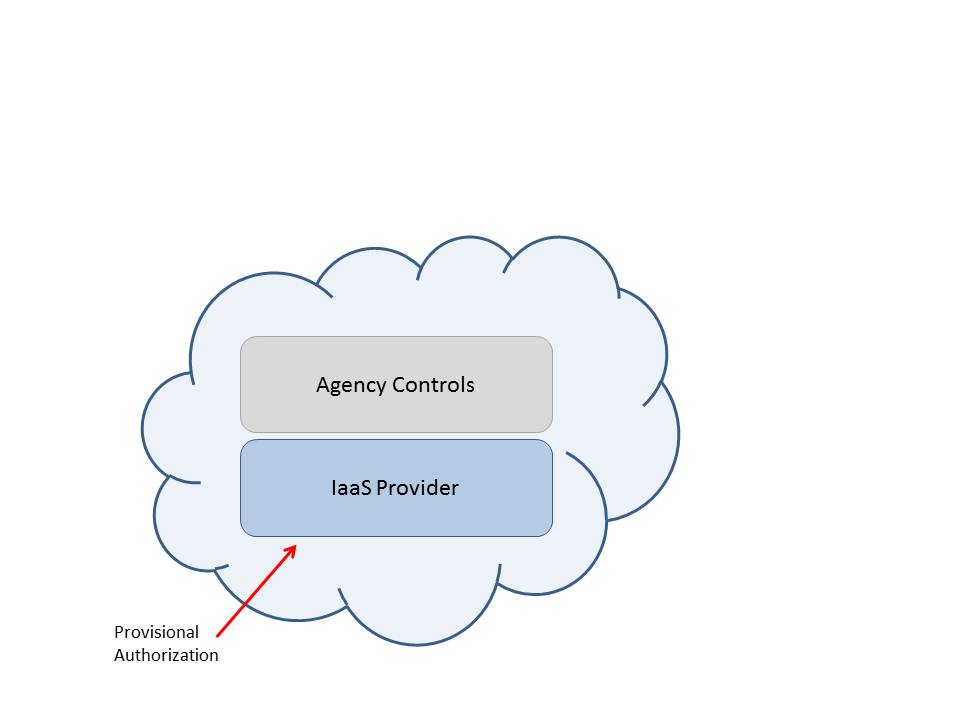 Agency Controls
IaaS Provider
Provisional
Authorization